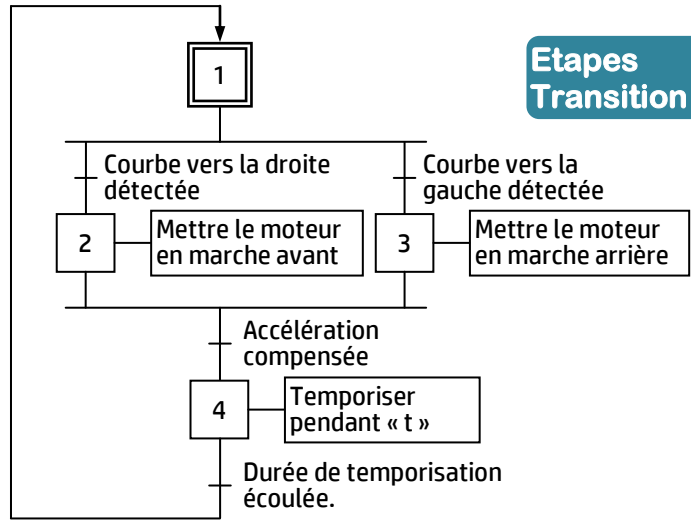 1
Etapes
Transition
Courbe vers la droite
détectée
Courbe vers la
gauche détectée
2
Mettre le moteur
en marche avant
3
Mettre le moteur
en marche arrière
Accélération
compensée
4
Temporiser
pendant « t »
Durée de temporisation
écoulée.